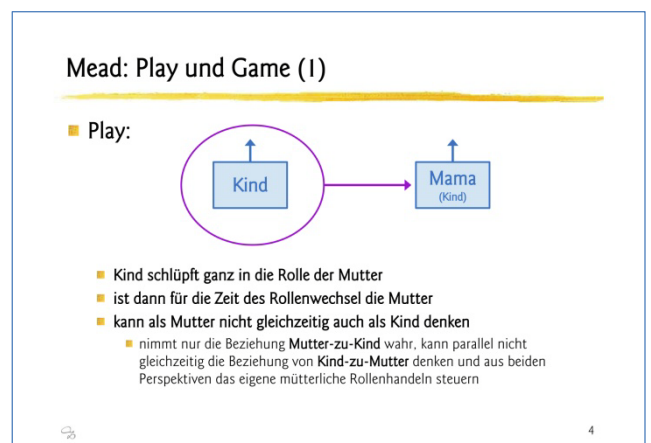 Mead: Play und Game (1)
Play:
Kind
Mama
(Kind)
Kind schlüpft ganz in die Rolle der Mutter
ist dann für die Zeit des Rollenwechsel die Mutter
kann als Mutter nicht gleichzeitig auch als Kind denken
nimmt nur die Beziehung Mutter-zu-Kind wahr, kann parallel nicht
gleichzeitig die Beziehung von Kind-zu-Mutter denken und aus beiden
Perspektiven das eigene mütterliche Rollenhandeln steuern
4